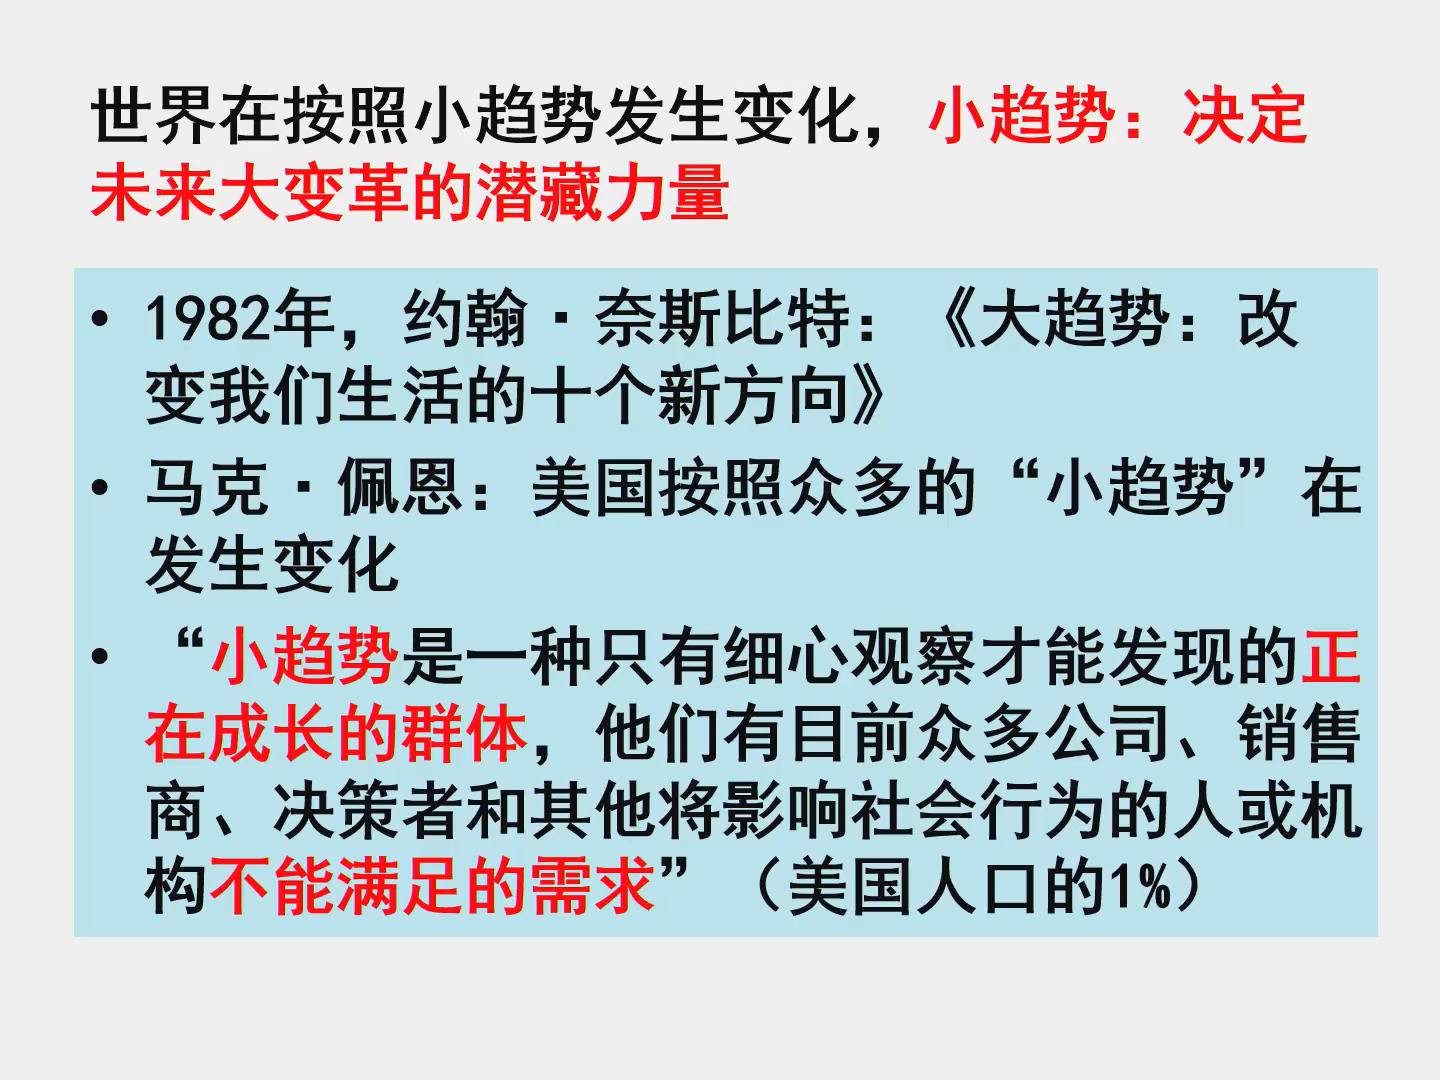 世界在按照小趋势发生变化，小趋势：决定
未来大变革的潜藏力量
• 1982年，约翰·奈斯比特：《大趋势：改
变我们生活的十个新方向》
• 马克·佩恩：美国按照众多的“小趋势”在
发生变化
• “小趋势是一种只有细心观察才能发现的正
在成长的群体，他们有目前众多公司、销售
商、决策者和其他将影响社会行为的人或机
构不能满足的需求”（美国人口的1%）